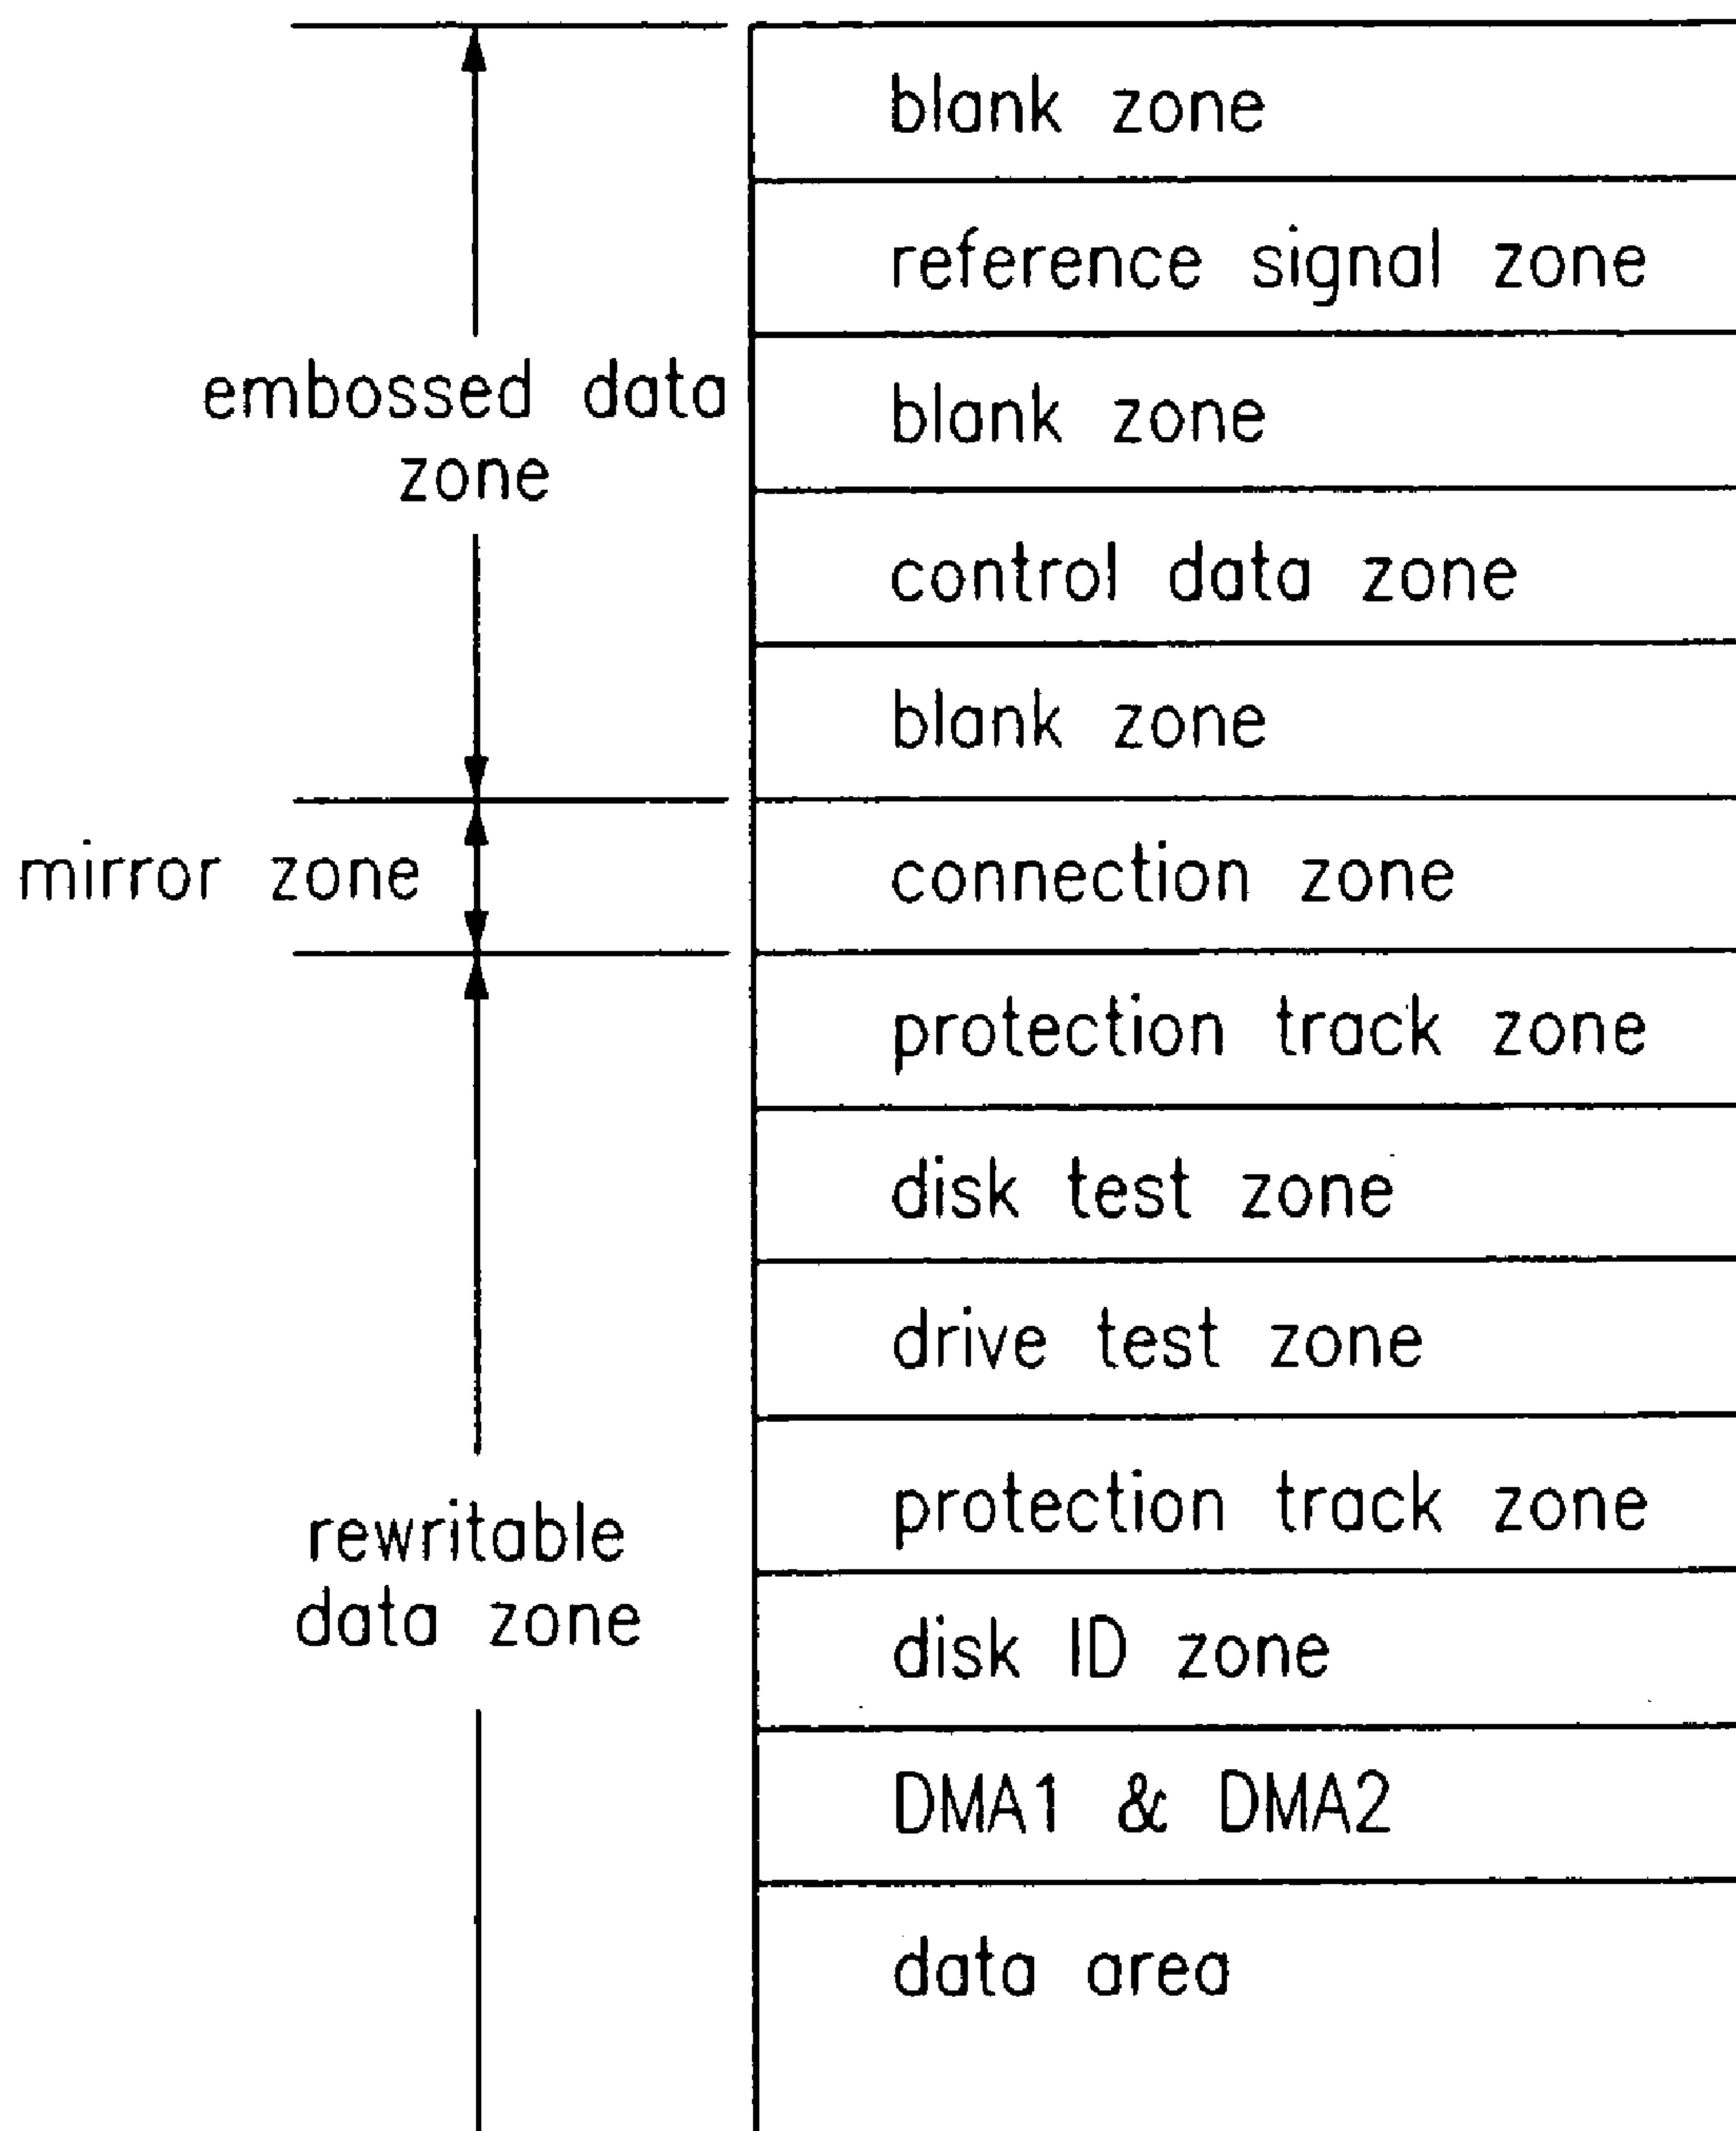 blank zone
reference signal zone
embossed data
zone
blank zone
control data zone
blank zone
mirror zone
connection zone
protection track zone
disk test zone
drive test zone
protection track zone
rewritable
data zone
disk ID zone
DMA1 & DMA2
data area